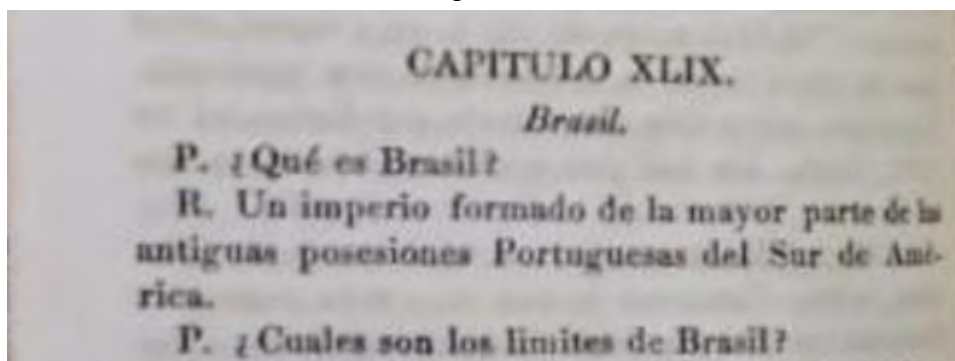 CAPITULO XLIX.
Brasil.
P. ¿Qué es Brasil?
R. Un imperio formado de la mayor parte de las
antiguas posesiones Portuguesas del Sur de Amé-
rica.
P. ¿Cuales son los limites de Brasil?